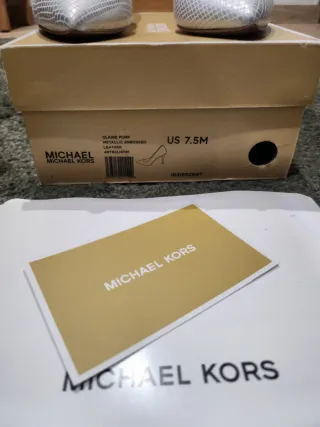 CLAIRE PUMP
METALLIC EMBOSSED
LEATHER
US 7.5M
MICHAEL
MICHAEL KORS
IRIDESCENT
MICHAEL KORS
MICHAEL KORS